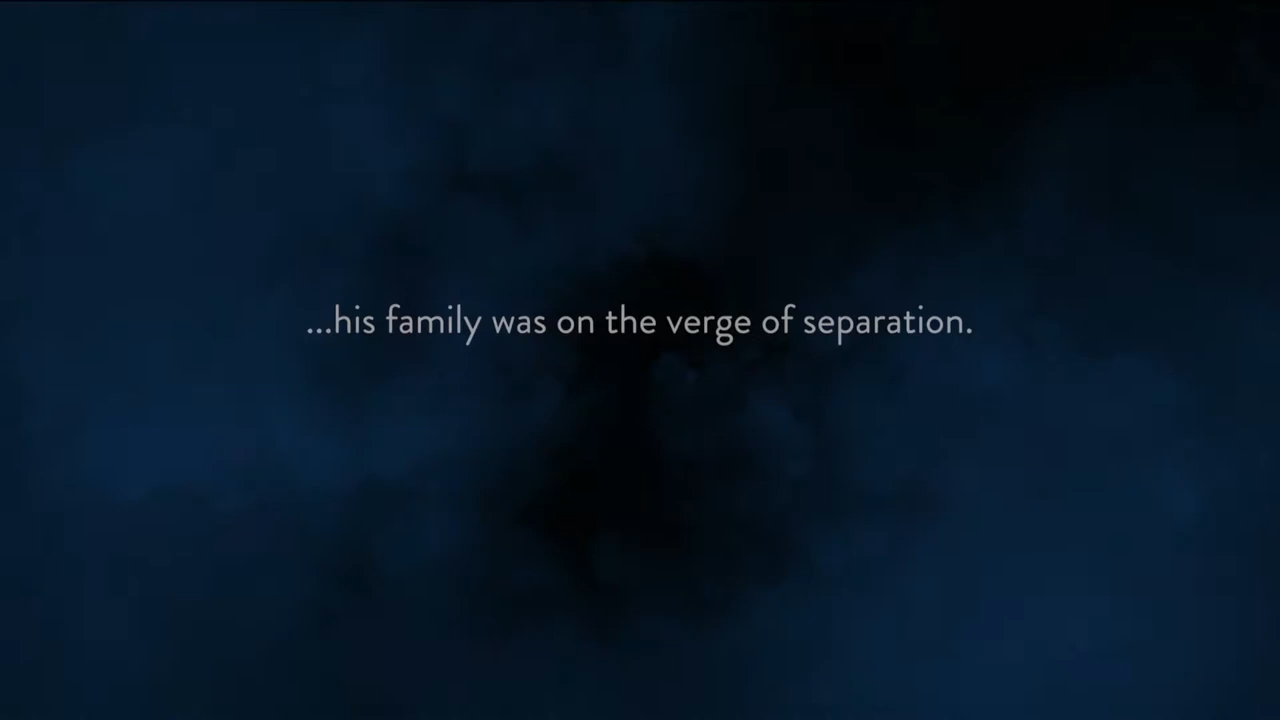 ...his family was on the verge of separation.